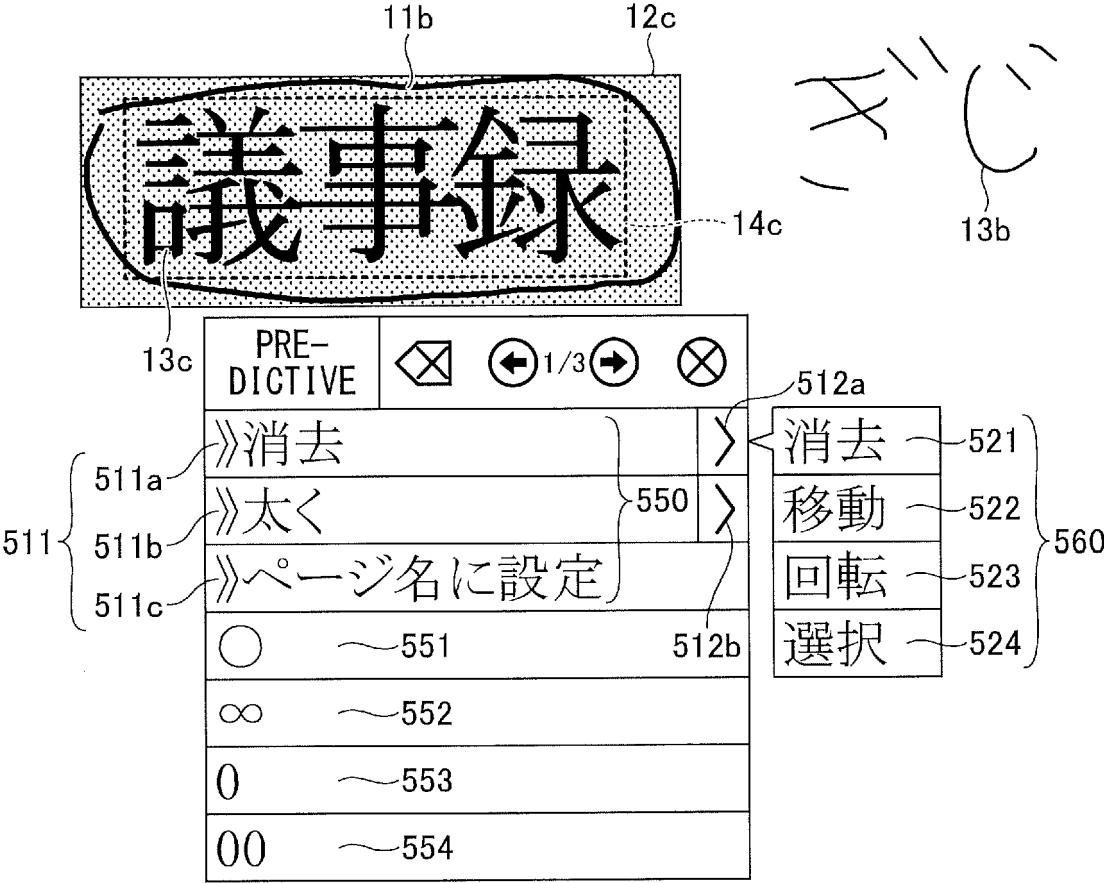 11b 12c
議事録
ぎじ
14c 13b
13c
PRE-
DICTIVE
1/3
512a
》消去 〉
511a
》太く 〉
511b
550
511
》ページ名に設定
511c
512b
○ 551
∞ 552
0 553
00 554
消去 521
移動 522
回転 523
選択 524
560